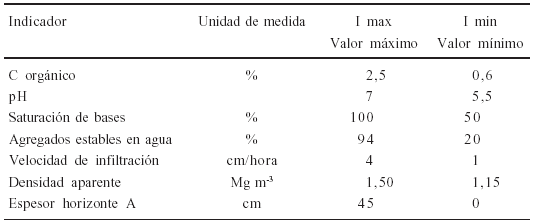 Indicador Unidad de medida I max I min
Valor máximo Valor mínimo
C orgánico % 2,5 0,6
pH 7 5,5
Saturación de bases % 100 50
Agregados estables en agua % 94 20
Velocidad de infiltración cm/hora 4 1
Densidad aparente Mg m⁻³ 1,50 1,15
Espesor horizonte A cm 45 0